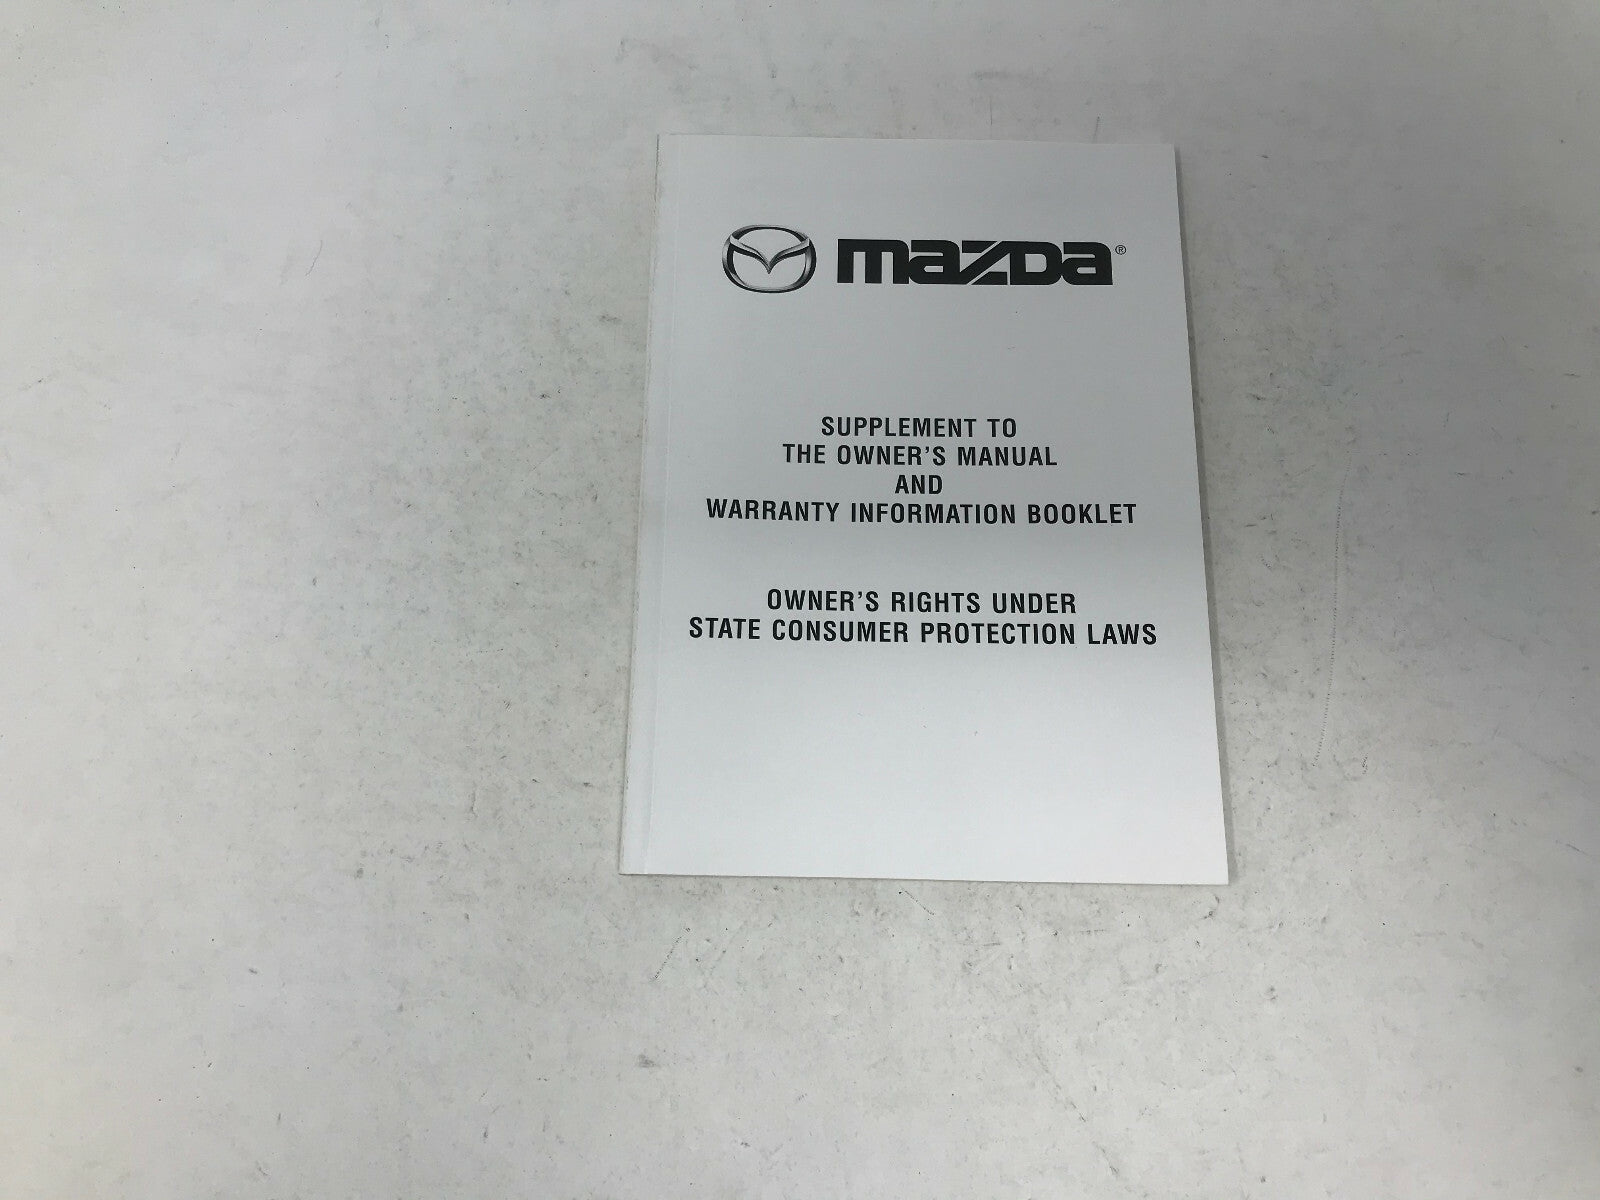 mazda®
SUPPLEMENT TO
THE OWNER'S MANUAL
AND
WARRANTY INFORMATION BOOKLET
OWNER'S RIGHTS UNDER
STATE CONSUMER PROTECTION LAWS